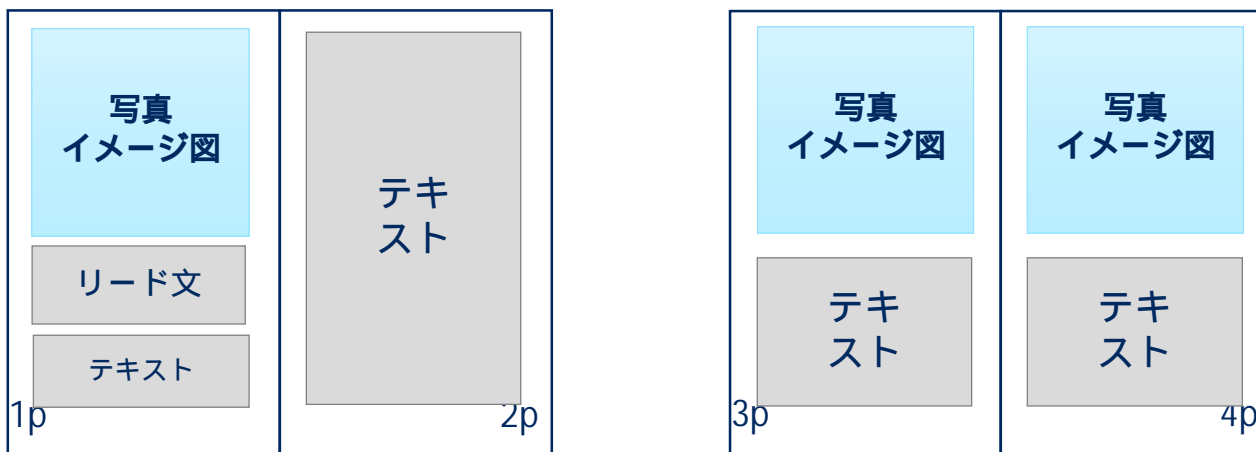 写真
イメージ図
リード文
テキスト
1p
テキ
スト
2p
写真
イメージ図
テキ
スト
3p
写真
イメージ図
テキ
スト
4p